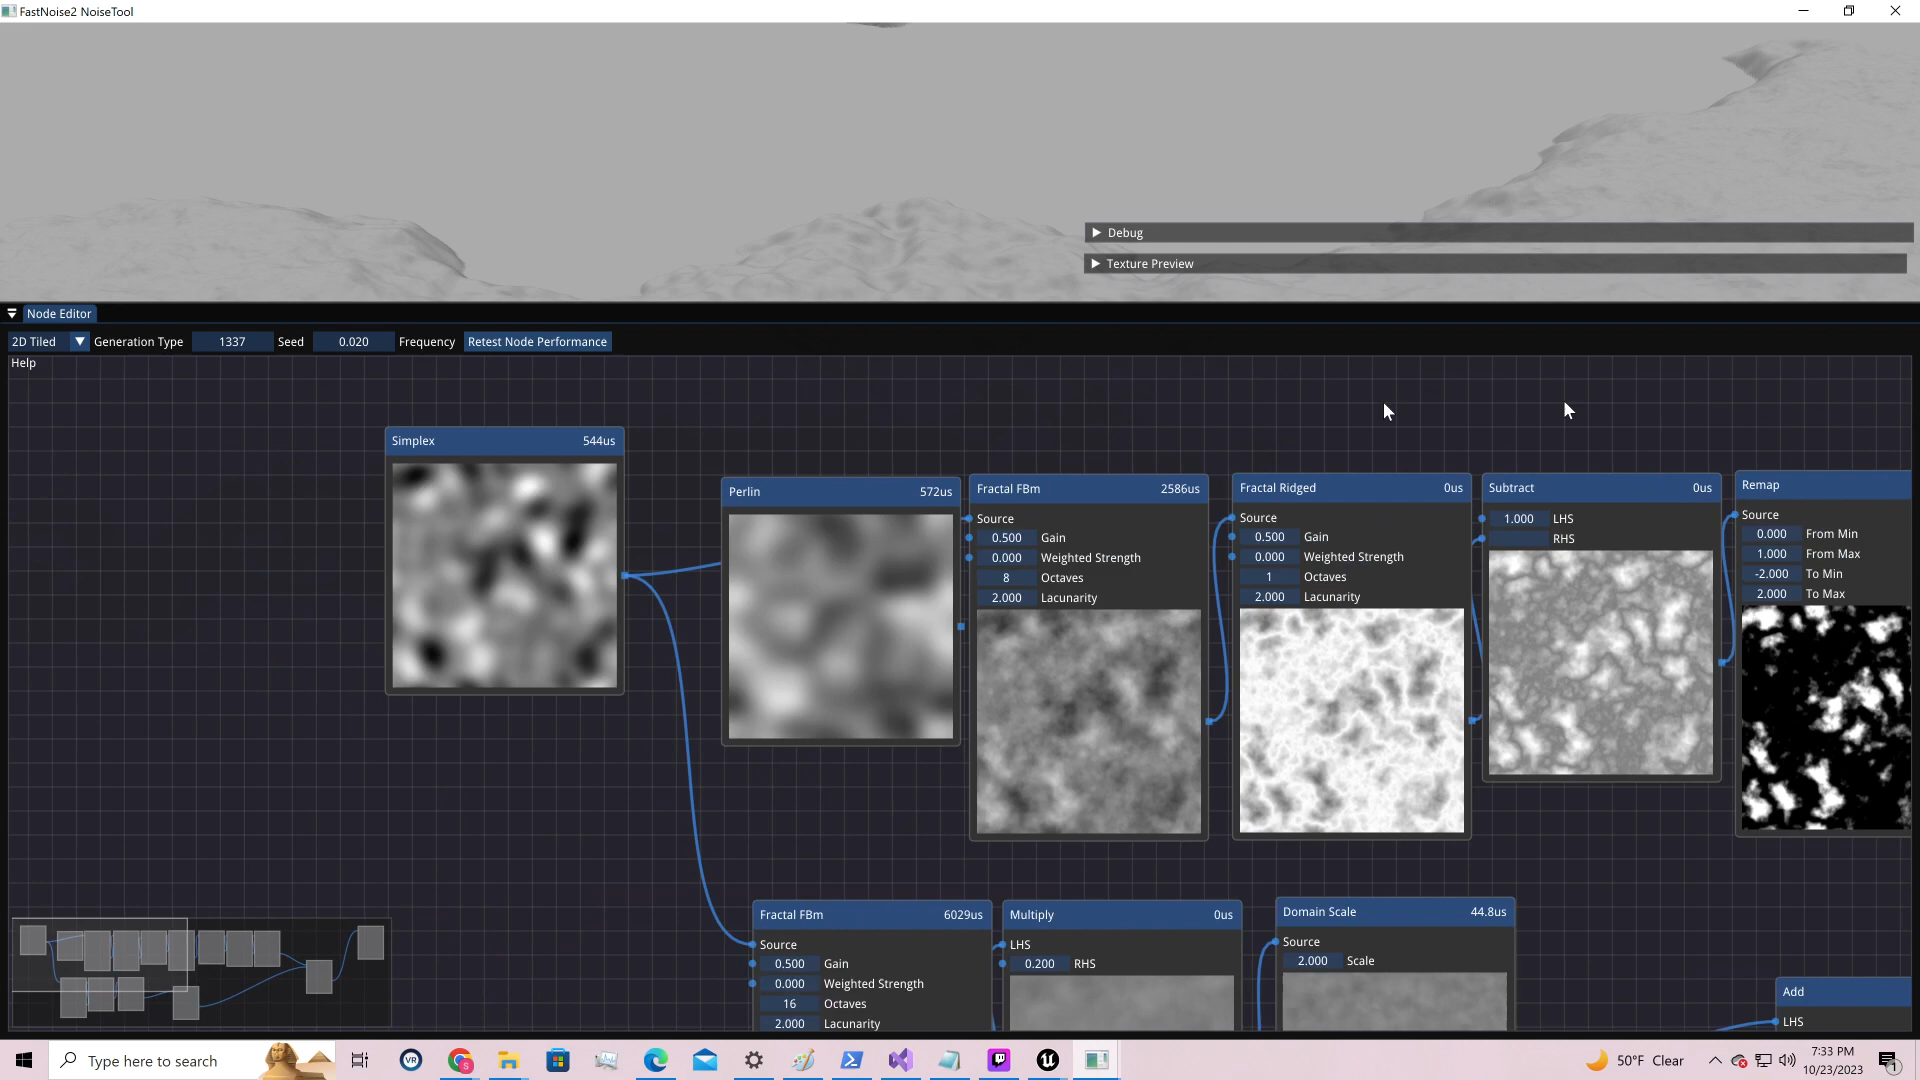 FastNoise2 NoiseTool
Debug
Texture Preview
Node Editor
2D Tiled Generation Type 1337 Seed 0.020 Frequency Retest Node Performance
Help
Simplex 544us
Perlin 572us
Fractal FBm 2586us
Source
0.500 Gain
0.000 Weighted Strength
8 Octaves
2.000 Lacunarity
Fractal Ridged 0us
Source
0.500 Gain
0.000 Weighted Strength
1 Octaves
2.000 Lacunarity
Subtract 0us
1.000 LHS
RHS
Remap
Source
0.000 From Min
1.000 From Max
-2.000 To Min
2.000 To Max
Fractal FBm 6029us
Source
0.500 Gain
0.000 Weighted Strength
16 Octaves
2.000 Lacunarity
Multiply 0us
LHS
0.200 RHS
Domain Scale 44.8us
Source
2.000 Scale
Add
LHS
Type here to search
VR
S
50°F Clear
7:33 PM
10/23/2023
1